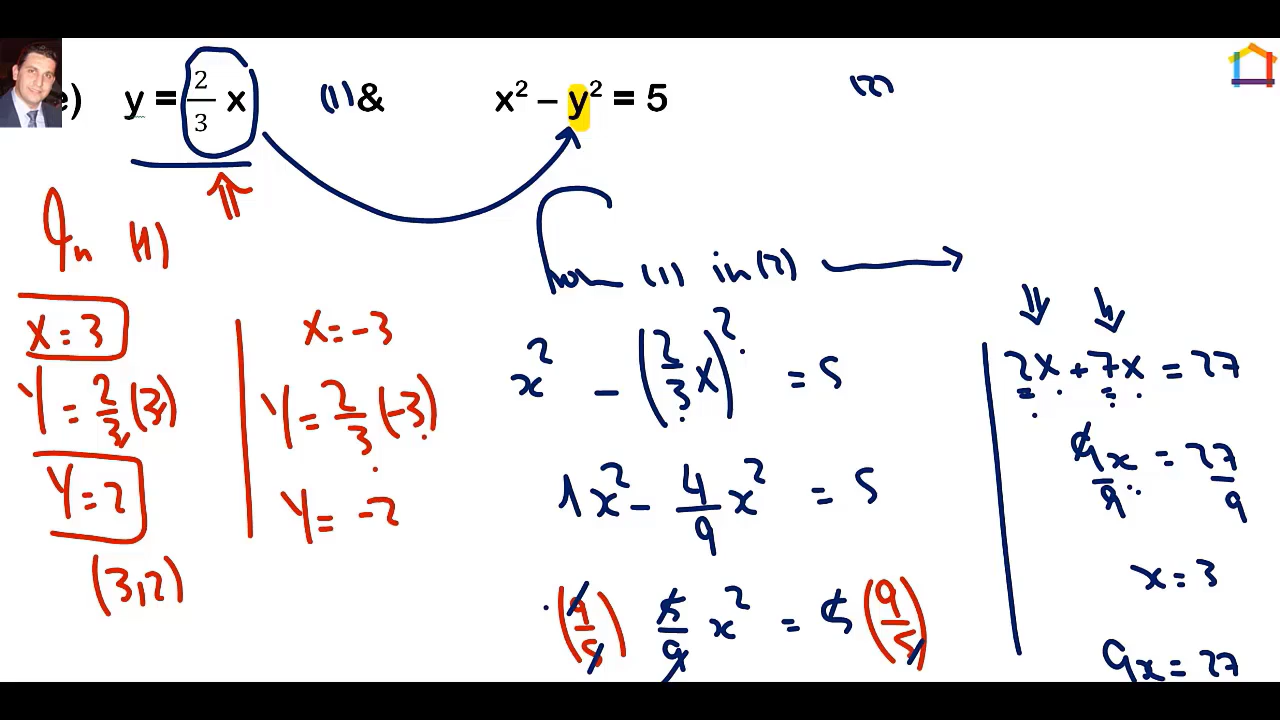 e) y = 2/3 x (1) & x² – y² = 5 (2)
In (1)
from (1) in (2)
X = 3
Y = 2/3 (3)
Y = 2
(3,2)
X = -3
Y = 2/3 (-3)
Y = -2
x² - (2/3 x)² = 5
1x² - 4/9 x² = 5
(9/5) 5/9 x² = 5 (9/5)
2x + 7x = 27
9x/9 = 27/9
x = 3
9x = 27